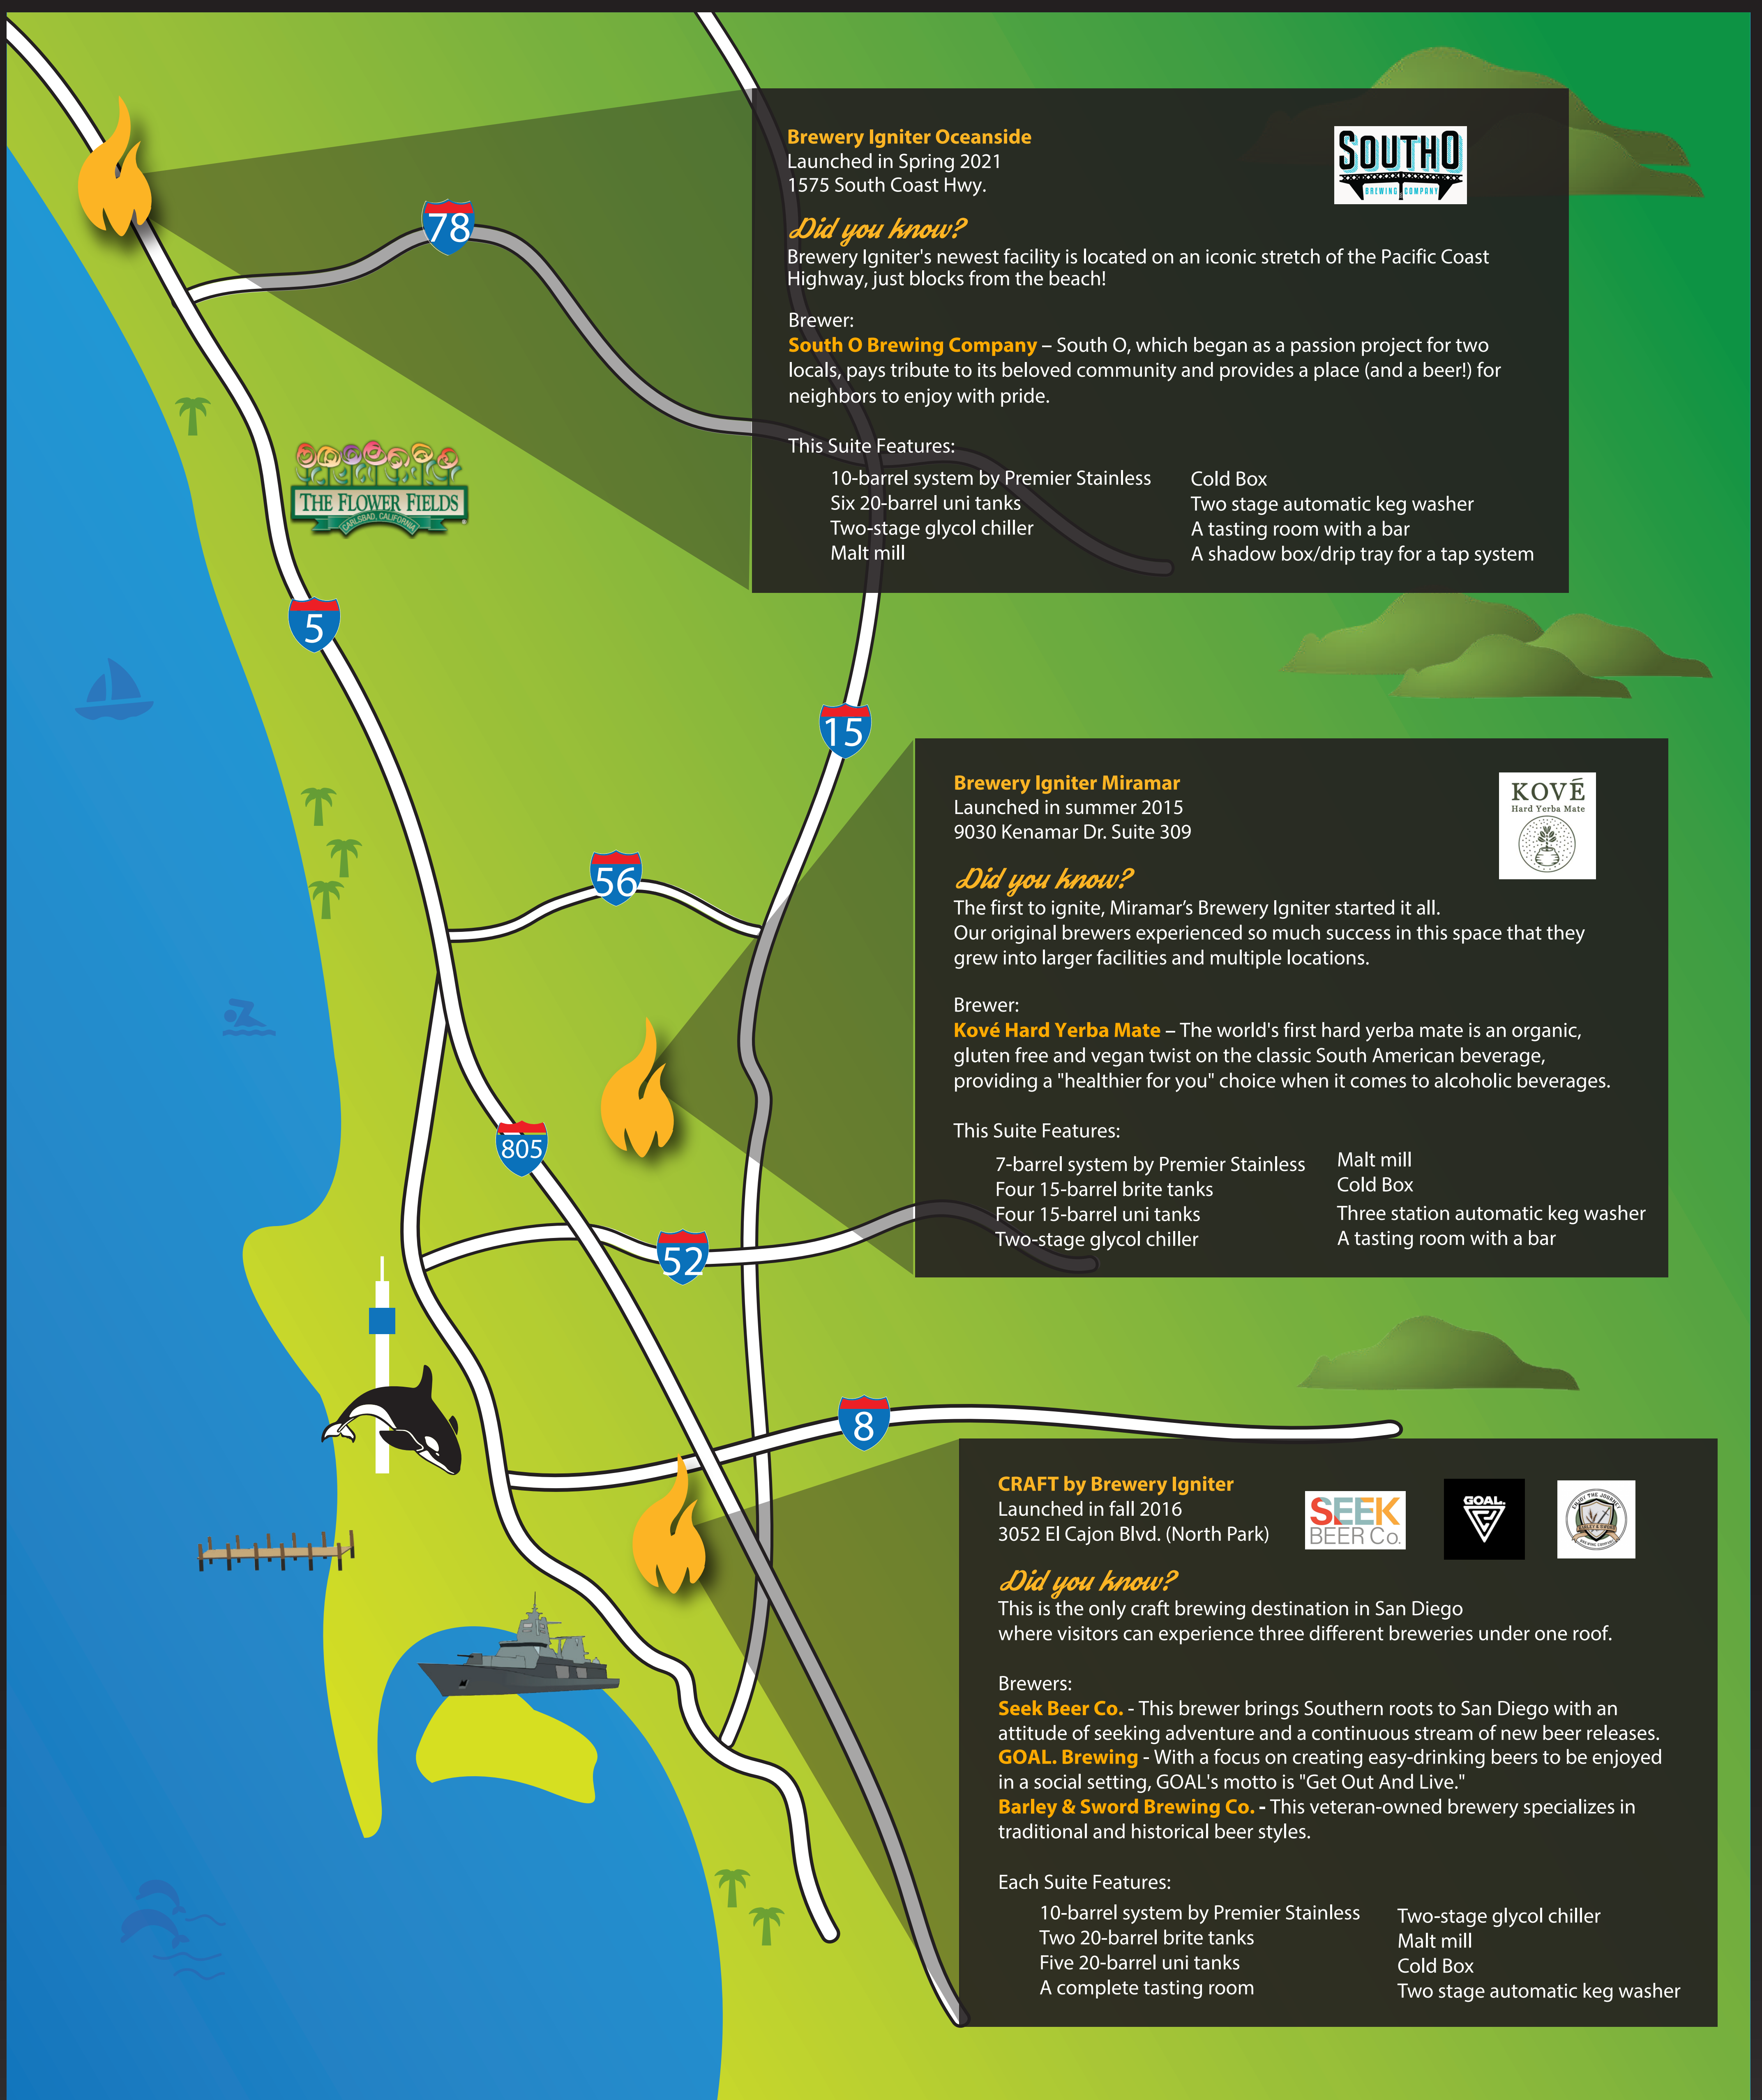 Brewery Igniter Oceanside
Launched in Spring 2021
1575 South Coast Hwy.
SOUTHO
BREWING COMPANY
Did you know?
Brewery Igniter's newest facility is located on an iconic stretch of the Pacific Coast
Highway, just blocks from the beach!
Brewer:
South O Brewing Company – South O, which began as a passion project for two
locals, pays tribute to its beloved community and provides a place (and a beer!) for
neighbors to enjoy with pride.
This Suite Features:
10-barrel system by Premier Stainless
Six 20-barrel uni tanks
Two-stage glycol chiller
Malt mill
Cold Box
Two stage automatic keg washer
A tasting room with a bar
A shadow box/drip tray for a tap system
78
THE FLOWER FIELDS
CARLSBAD, CALIFORNIA
5
15
Brewery Igniter Miramar
Launched in summer 2015
9030 Kenamar Dr. Suite 309
KOVÉ
Hard Yerba Mate
Did you know?
The first to ignite, Miramar’s Brewery Igniter started it all.
Our original brewers experienced so much success in this space that they
grew into larger facilities and multiple locations.
Brewer:
Kové Hard Yerba Mate – The world's first hard yerba mate is an organic,
gluten free and vegan twist on the classic South American beverage,
providing a "healthier for you" choice when it comes to alcoholic beverages.
This Suite Features:
7-barrel system by Premier Stainless
Four 15-barrel brite tanks
Four 15-barrel uni tanks
Two-stage glycol chiller
Malt mill
Cold Box
Three station automatic keg washer
A tasting room with a bar
56
805
52
8
CRAFT by Brewery Igniter
Launched in fall 2016
3052 El Cajon Blvd. (North Park)
SEEK
BEER Co.
GOAL.
ENJOY THE JOURNEY
BARLEY & SWORD
BREWING COMPANY
Did you know?
This is the only craft brewing destination in San Diego
where visitors can experience three different breweries under one roof.
Brewers:
Seek Beer Co. - This brewer brings Southern roots to San Diego with an
attitude of seeking adventure and a continuous stream of new beer releases.
GOAL. Brewing - With a focus on creating easy-drinking beers to be enjoyed
in a social setting, GOAL's motto is "Get Out And Live."
Barley & Sword Brewing Co. - This veteran-owned brewery specializes in
traditional and historical beer styles.
Each Suite Features:
10-barrel system by Premier Stainless
Two 20-barrel brite tanks
Five 20-barrel uni tanks
A complete tasting room
Two-stage glycol chiller
Malt mill
Cold Box
Two stage automatic keg washer